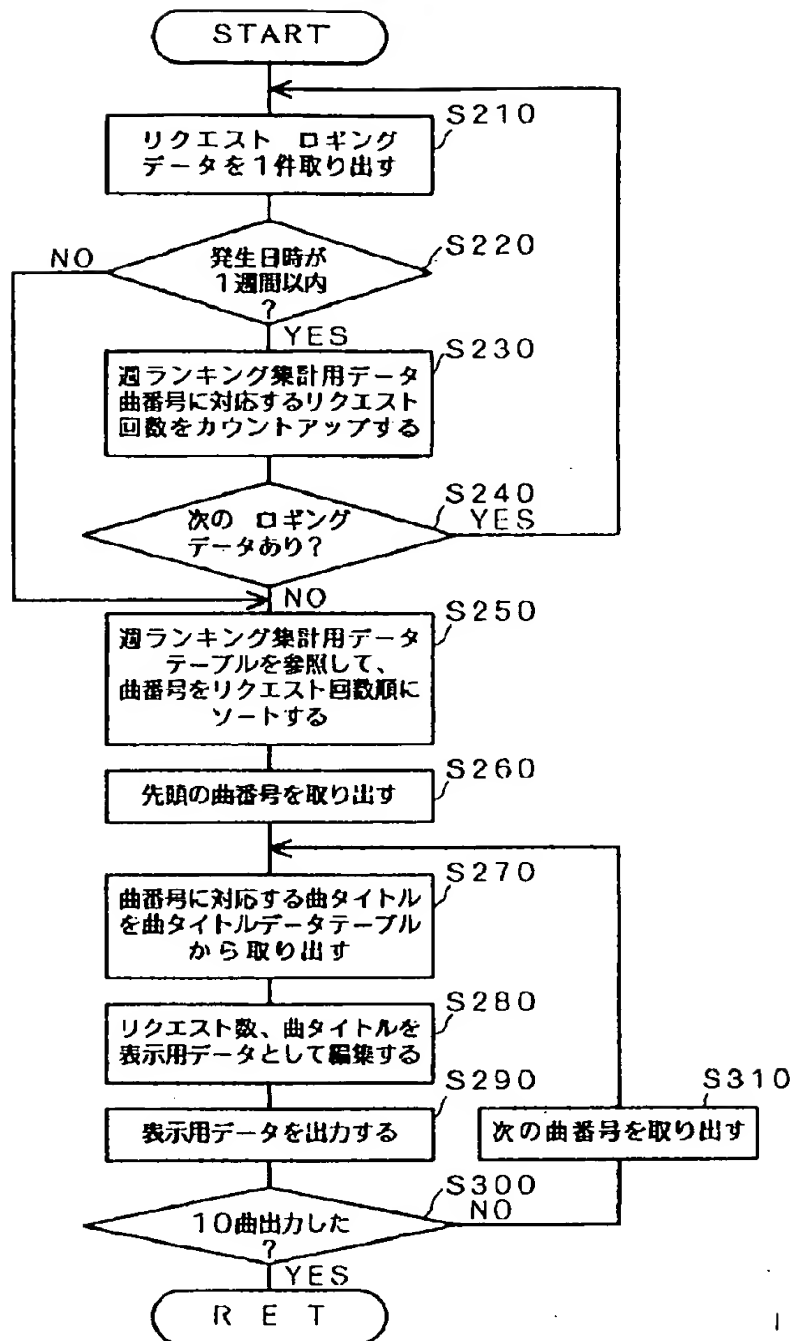 START
S210
リクエスト ロギング
データを1件取り出す
S220
NO
発生日時が
1週間以内
?
YES
S230
週ランキング集計用データ
曲番号に対応するリクエスト
回数をカウントアップする
S240
YES
次の ロギング
データあり?
NO
S250
週ランキング集計用データ
テーブルを参照して、
曲番号をリクエスト回数順に
ソートする
S260
先頭の曲番号を取り出す
S270
曲番号に対応する曲タイトル
を曲タイトルデータテーブル
から取り出す
S280
リクエスト数、曲タイトルを
表示用データとして編集する
S290
表示用データを出力する
S310
次の曲番号を取り出す
S300
NO
10曲出力した
?
YES
RET